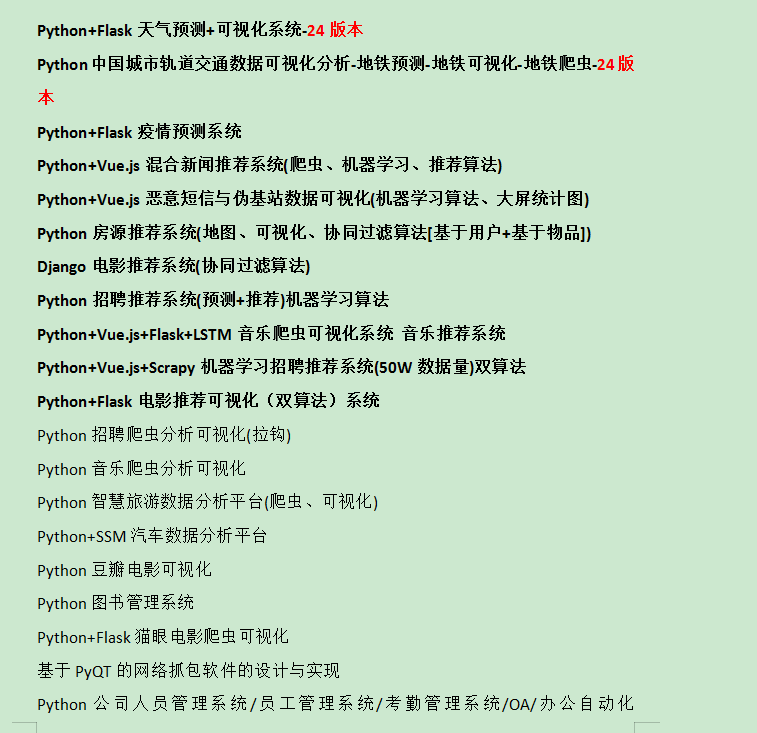 Python+Flask 天气预测+可视化系统-24 版本
Python 中国城市轨道交通数据可视化分析-地铁预测-地铁可视化-地铁爬虫-24 版
本
Python+Flask 疫情预测系统
Python+Vue.js 混合新闻推荐系统(爬虫、机器学习、推荐算法)
Python+Vue.js 恶意短信与伪基站数据可视化(机器学习算法、大屏统计图)
Python 房源推荐系统(地图、可视化、协同过滤算法[基于用户+基于物品])
Django 电影推荐系统(协同过滤算法)
Python 招聘推荐系统(预测+推荐)机器学习算法
Python+Vue.js+Flask+LSTM 音乐爬虫可视化系统 音乐推荐系统
Python+Vue.js+Scrapy 机器学习招聘推荐系统(50W 数据量)双算法
Python+Flask 电影推荐可视化（双算法）系统
Python 招聘爬虫分析可视化(拉钩)
Python 音乐爬虫分析可视化
Python 智慧旅游数据分析平台(爬虫、可视化)
Python+SSM 汽车数据分析平台
Python 豆瓣电影可视化
Python 图书管理系统
Python+Flask 猫眼电影爬虫可视化
基于 PyQT 的网络抓包软件的设计与实现
Python 公司人员管理系统/员工管理系统/考勤管理系统/OA/办公自动化